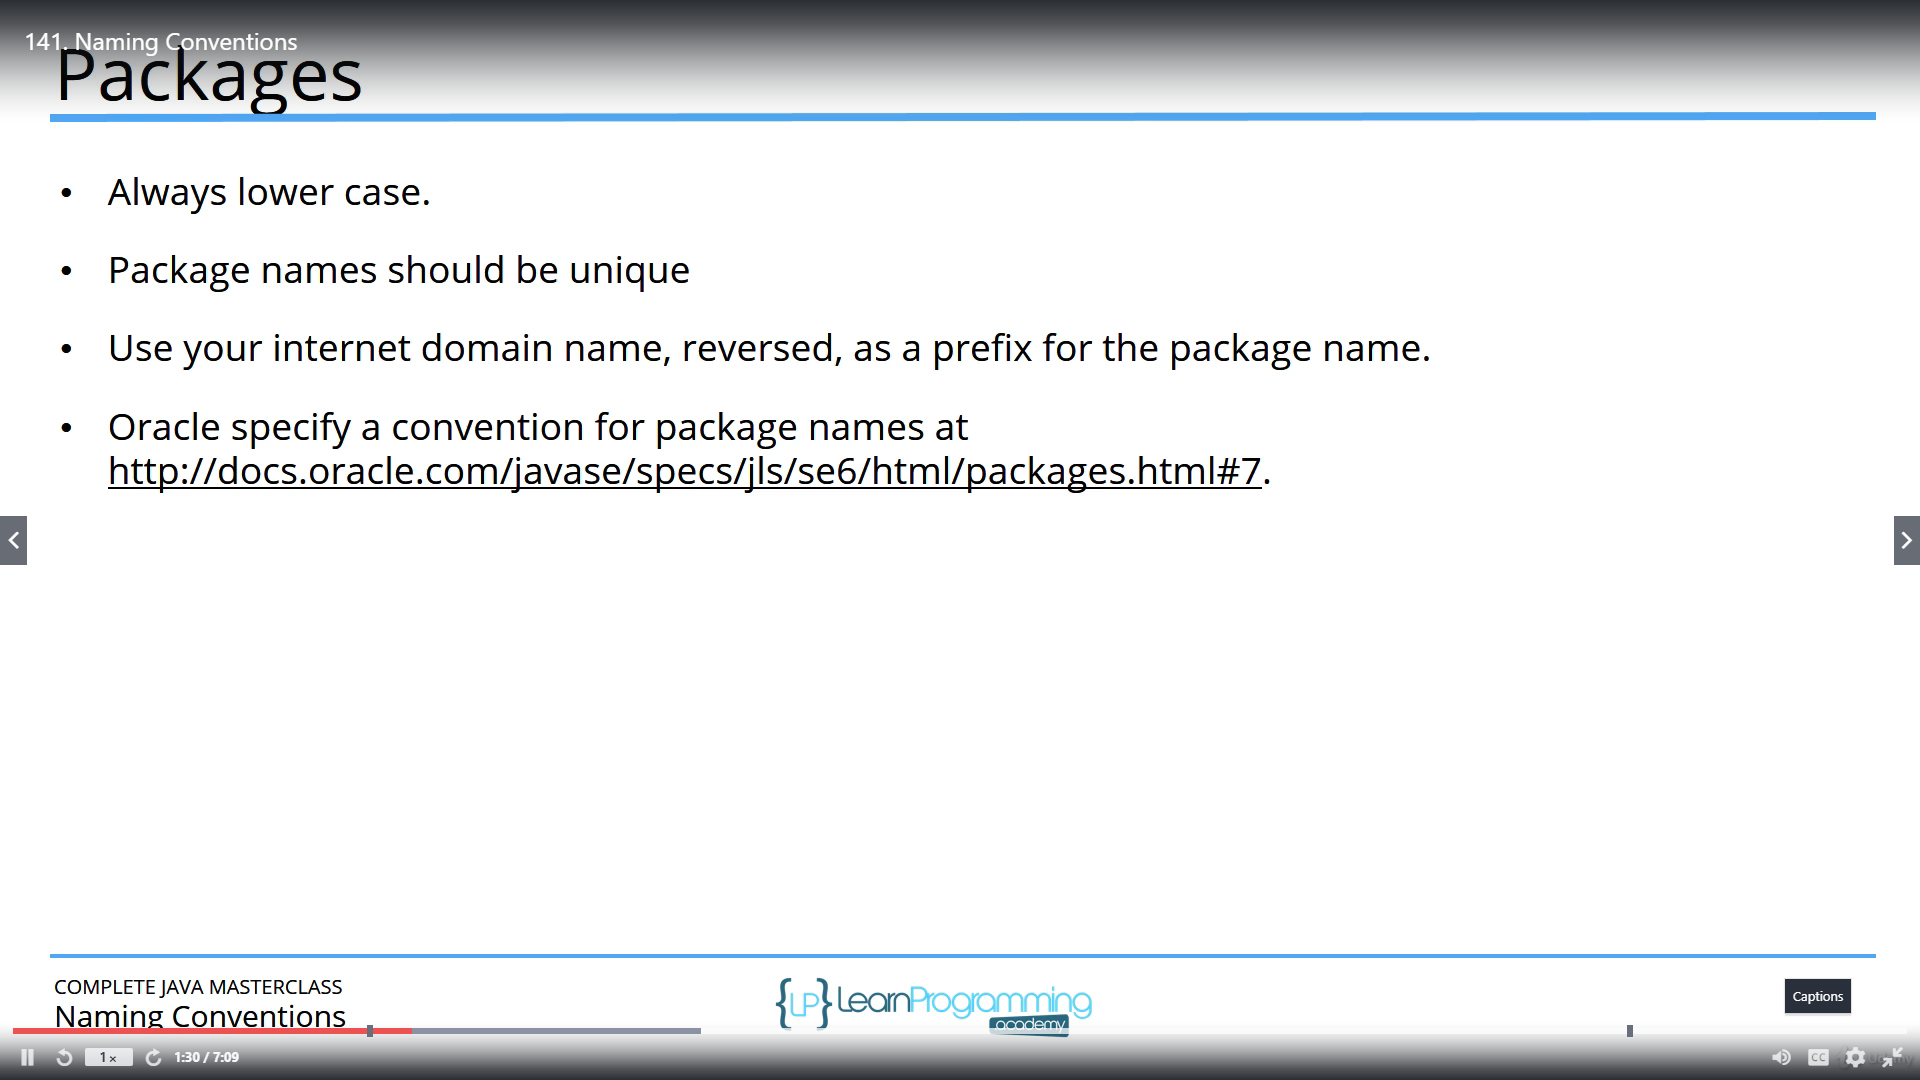 141. Naming Conventions
Packages
• Always lower case.
• Package names should be unique
• Use your internet domain name, reversed, as a prefix for the package name.
• Oracle specify a convention for package names at
http://docs.oracle.com/javase/specs/jls/se6/html/packages.html#7.
COMPLETE JAVA MASTERCLASS
Naming Conventions
{LP} LearnProgramming
academy
Captions
1x
1:30 / 7:09
CC